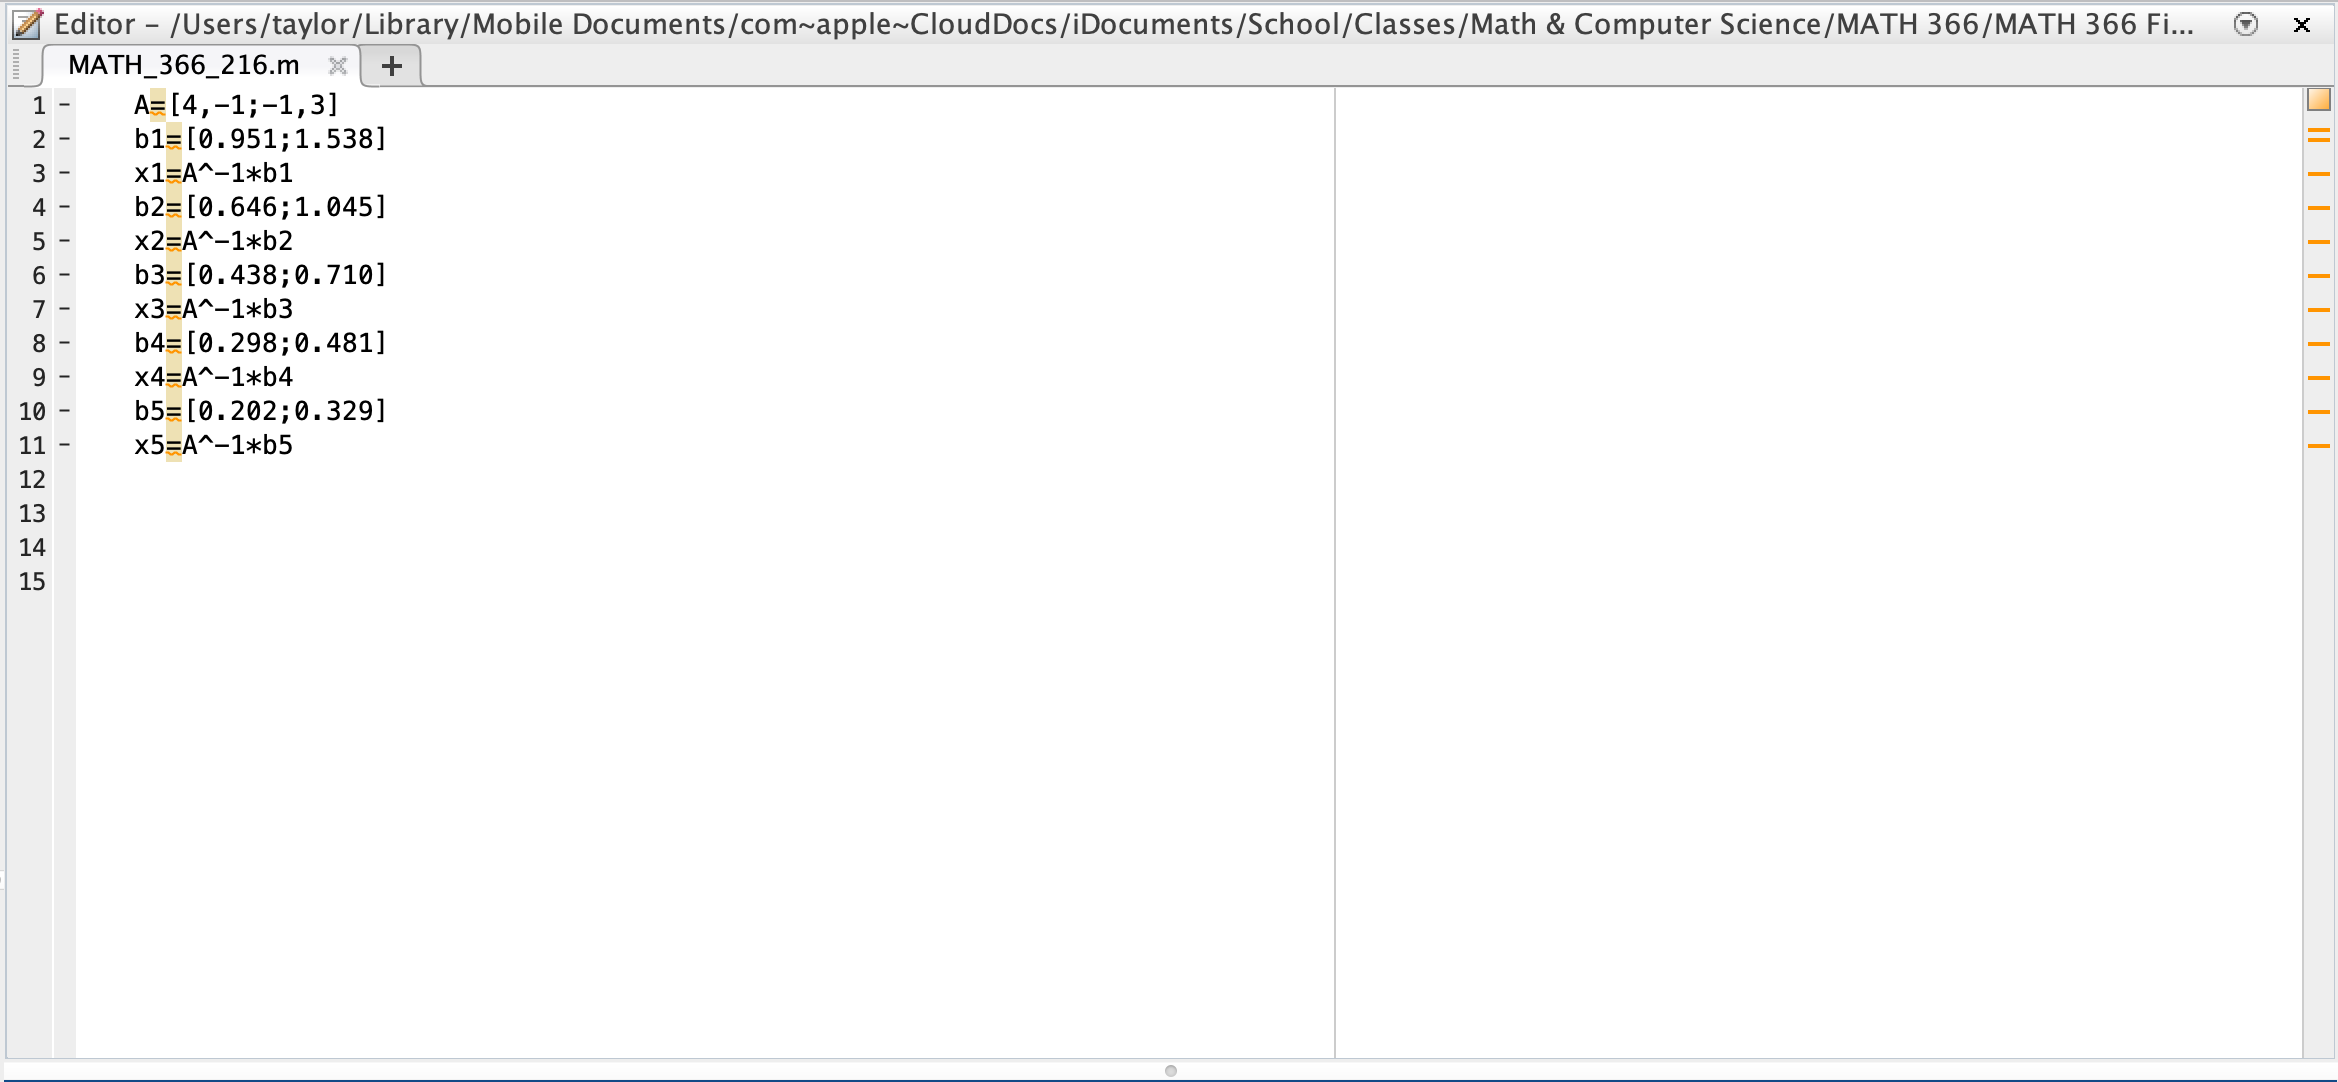 Editor – /Users/taylor/Library/Mobile Documents/com~apple~CloudDocs/iDocuments/School/Classes/Math & Computer Science/MATH 366/MATH 366 Fi...
MATH_366_216.m
1 – A=[4,-1;-1,3]
2 – b1=[0.951;1.538]
3 – x1=A^-1*b1
4 – b2=[0.646;1.045]
5 – x2=A^-1*b2
6 – b3=[0.438;0.710]
7 – x3=A^-1*b3
8 – b4=[0.298;0.481]
9 – x4=A^-1*b4
10 – b5=[0.202;0.329]
11 – x5=A^-1*b5
12
13
14
15